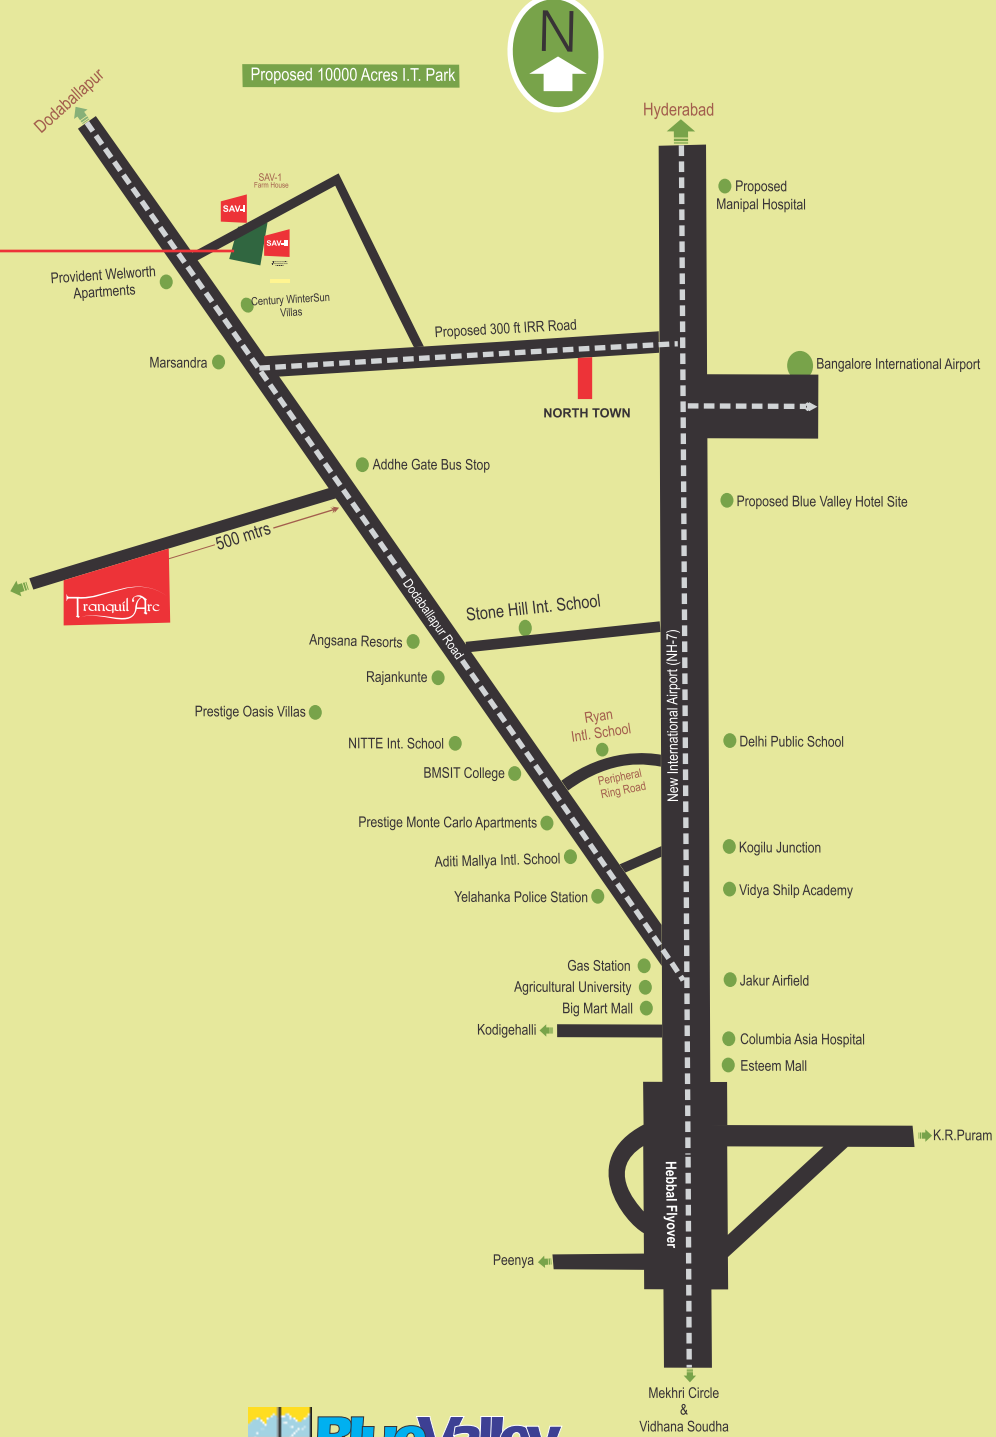 N
Proposed 10000 Acres I.T. Park
Dodaballapur
Hyderabad
SAV-1
Farm House
SAV-I
Proposed
Manipal Hospital
SAV-II
Provident Welworth
Apartments
Century WinterSun
Villas
Proposed 300 ft IRR Road
Marsandra
Bangalore International Airport
NORTH TOWN
Addhe Gate Bus Stop
Proposed Blue Valley Hotel Site
500 mtrs
Tranquil Arc
Dodaballapur Road
Stone Hill Int. School
Angsana Resorts
New International Airport (NH-7)
Rajankunte
Prestige Oasis Villas
Ryan
Intl. School
NITTE Int. School
Delhi Public School
BMSIT College
Peripheral
Ring Road
Prestige Monte Carlo Apartments
Kogilu Junction
Aditi Mallya Intl. School
Yelahanka Police Station
Vidya Shilp Academy
Gas Station
Jakur Airfield
Agricultural University
Big Mart Mall
Kodigehalli
Columbia Asia Hospital
Esteem Mall
K.R.Puram
Hebbal Flyover
Peenya
Mekhri Circle
&
Vidhana Soudha
BlueValley